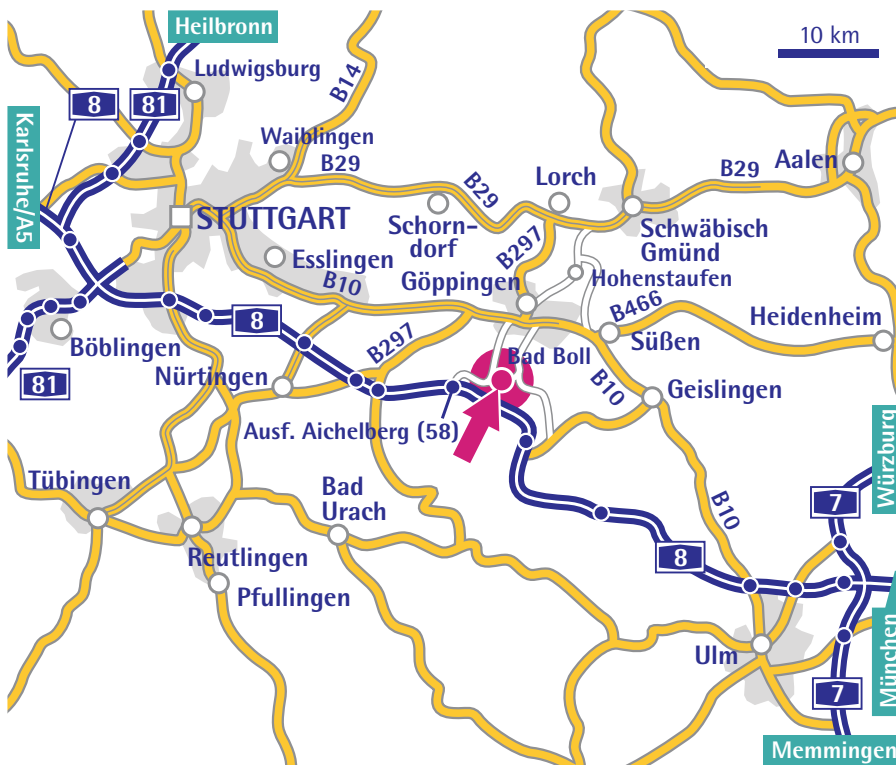 Heilbronn
10 km
Ludwigsburg
B14
8
81
Karlsruhe/A5
Waiblingen
B29
Aalen
B29
B29
Lorch
STUTTGART
Schorn-
dorf
Schwäbisch
Gmünd
B297
Esslingen
Göppingen
Hohenstaufen
B10
B466
8
Heidenheim
Süßen
Böblingen
B297
Bad Boll
81
Nürtingen
B10
Geislingen
Ausf. Aichelberg (58)
Tübingen
Bad
Urach
Würzburg
7
B10
Reutlingen
8
Pfullingen
Ulm
München
7
Memmingen